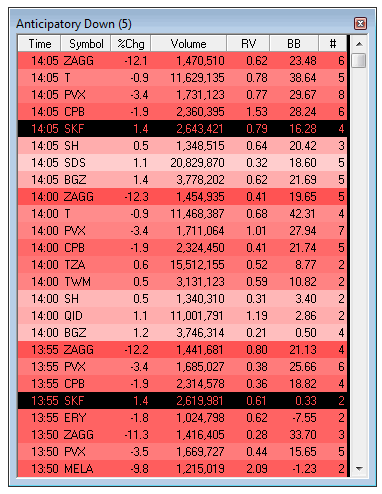 Anticipatory Down (5)
Time Symbol %Chg Volume RV BB #
14:05 ZAGG -12.1 1,470,510 0.62 23.48 6
14:05 T -0.9 11,629,135 0.78 38.64 5
14:05 PVX -3.4 1,731,123 0.77 29.67 8
14:05 CPB -1.9 2,360,395 1.53 28.24 6
14:05 SKF 1.4 2,643,421 0.79 16.28 4
14:05 SH 0.5 1,348,515 0.64 20.42 3
14:05 SDS 1.1 20,829,870 0.32 18.60 5
14:05 BGZ 1.4 3,778,202 0.62 21.69 5
14:00 ZAGG -12.3 1,454,935 0.41 19.65 5
14:00 T -0.9 11,468,387 0.68 42.31 4
14:00 PVX -3.4 1,711,064 1.01 27.94 7
14:00 CPB -1.9 2,324,450 0.41 21.74 5
14:00 TZA 0.6 15,512,155 0.52 8.77 2
14:00 TWM 0.5 3,131,123 0.59 10.82 2
14:00 SH 0.5 1,340,310 0.31 3.40 2
14:00 QID 1.1 11,001,791 1.19 2.86 2
14:00 BGZ 1.2 3,746,314 0.21 0.50 4
13:55 ZAGG -12.2 1,441,681 0.80 21.13 4
13:55 PVX -3.4 1,685,027 0.38 25.66 6
13:55 CPB -1.9 2,314,578 0.36 18.82 4
13:55 SKF 1.4 2,619,981 0.61 0.33 2
13:55 ERY -1.8 1,024,798 0.62 -7.55 2
13:50 ZAGG -11.3 1,416,405 0.28 33.70 3
13:50 PVX -3.5 1,669,727 0.44 15.65 5
13:50 MELA -9.8 1,215,019 2.09 -1.23 2